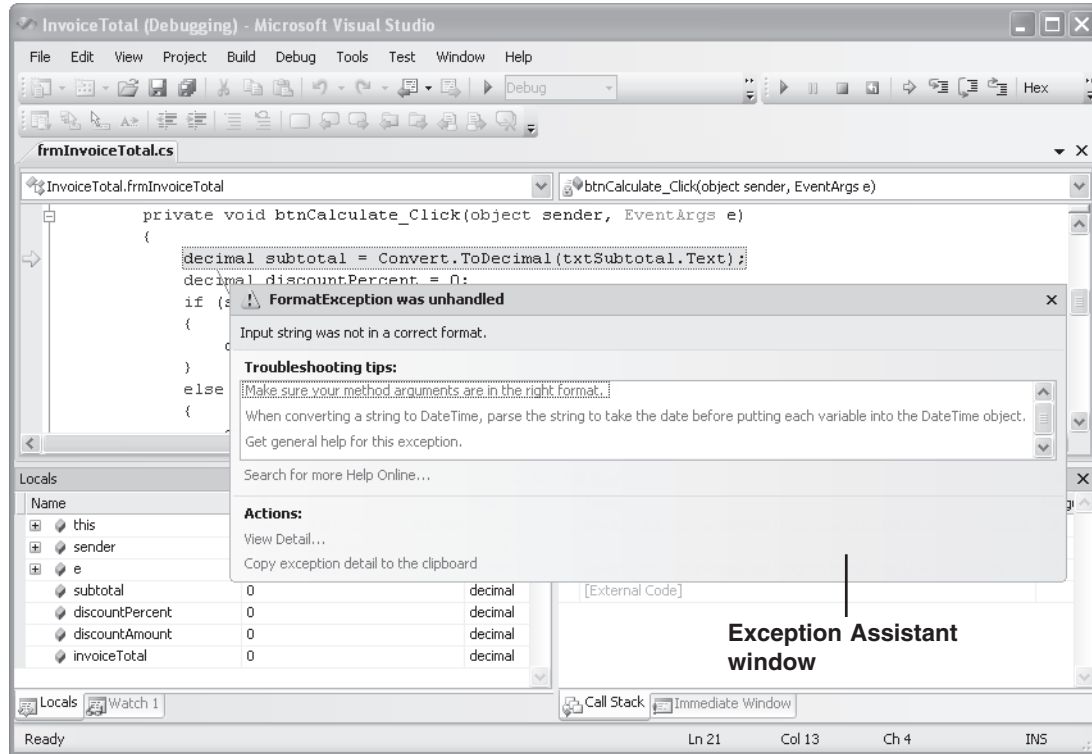 InvoiceTotal (Debugging) - Microsoft Visual Studio
File Edit View Project Build Debug Tools Test Window Help
Debug
Hex
frmInvoiceTotal.cs
InvoiceTotal.frmInvoiceTotal
btnCalculate_Click(object sender, EventArgs e)
private void btnCalculate_Click(object sender, EventArgs e)
{
decimal subtotal = Convert.ToDecimal(txtSubtotal.Text);
decimal discountPercent = 0;
if (s
{
}
else
{
FormatException was unhandled
Input string was not in a correct format.
Troubleshooting tips:
Make sure your method arguments are in the right format.
When converting a string to DateTime, parse the string to take the date before putting each variable into the DateTime object.
Get general help for this exception.
Search for more Help Online...
Actions:
View Detail...
Copy exception detail to the clipboard
Locals
Name
this
sender
e
subtotal 0 decimal
discountPercent 0 decimal
discountAmount 0 decimal
invoiceTotal 0 decimal
[External Code]
Exception Assistant
window
Locals Watch 1
Call Stack Immediate Window
Ready Ln 21 Col 13 Ch 4 INS